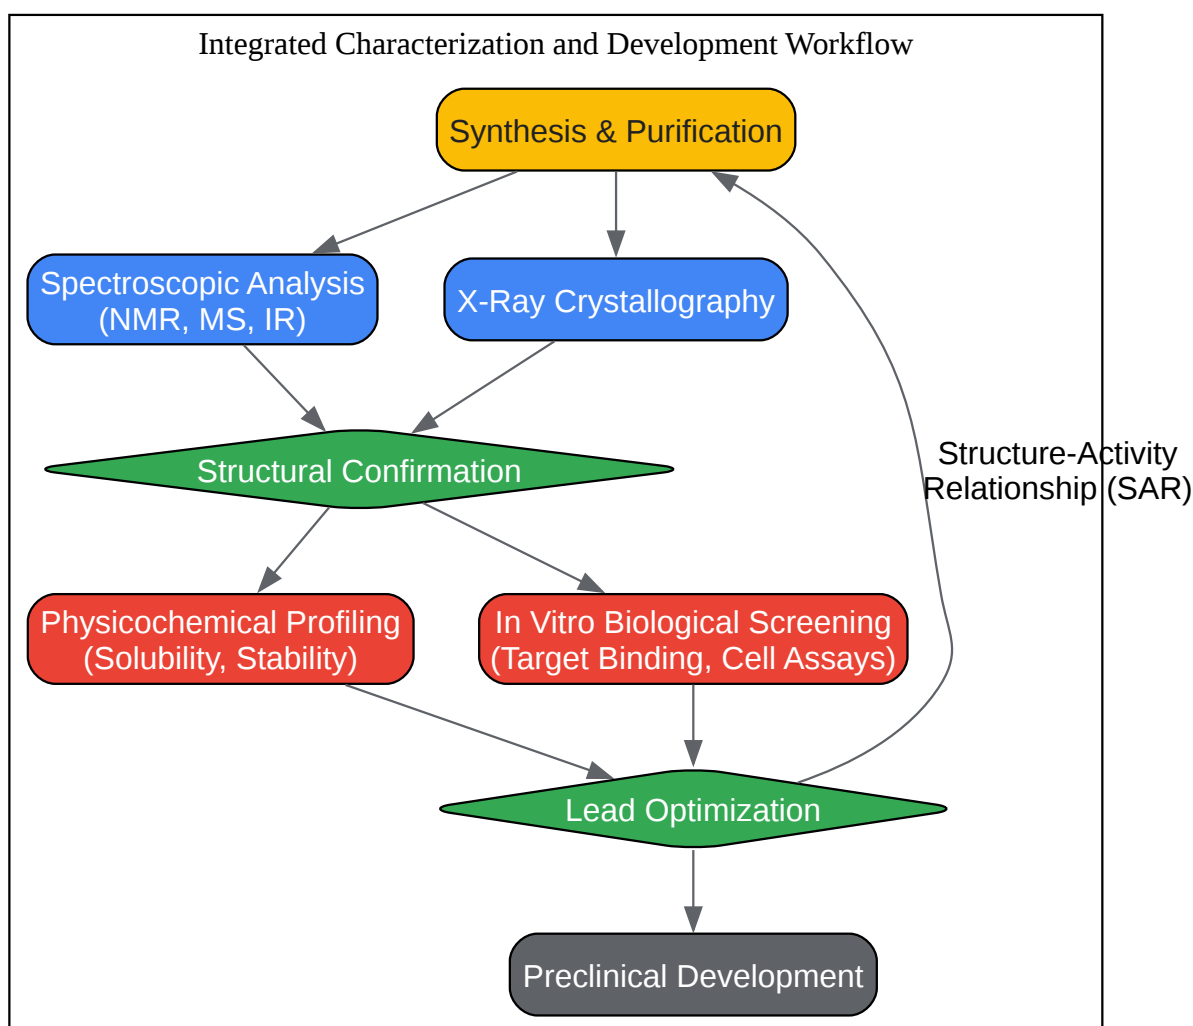 Integrated Characterization and Development Workflow
Synthesis & Purification
Spectroscopic Analysis
(NMR, MS, IR)
X-Ray Crystallography
Structure-Activity
Relationship (SAR)
Structural Confirmation
Physicochemical Profiling
(Solubility, Stability)
In Vitro Biological Screening
(Target Binding, Cell Assays)
Lead Optimization
Preclinical Development